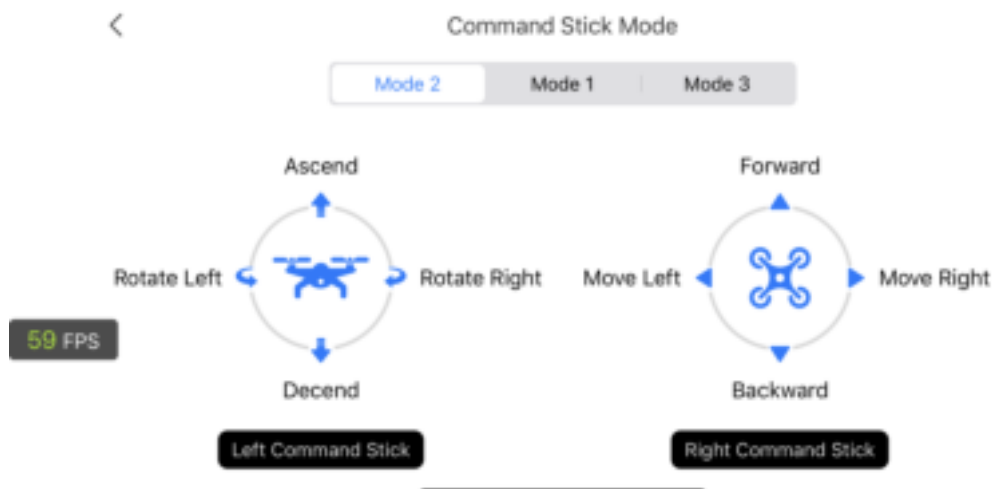 Command Stick Mode
Mode 2 Mode 1 Mode 3
Ascend
Forward
Rotate Left
Rotate Right
Move Left
Move Right
59 FPS
Decend
Backward
Left Command Stick
Right Command Stick